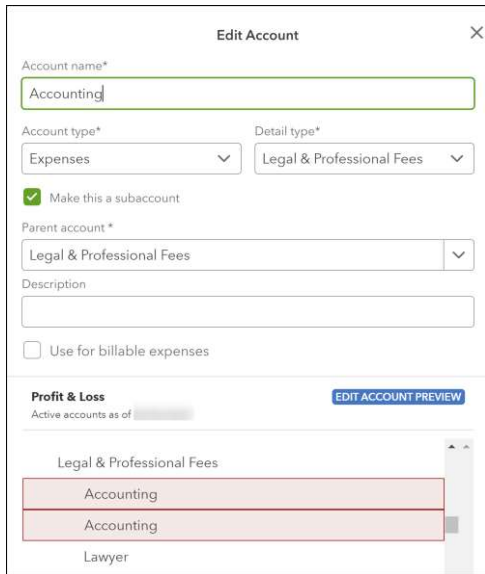 Edit Account
Account name*
Accounting
Account type*
Detail type*
Expenses
Legal & Professional Fees
Make this a subaccount
Parent account *
Legal & Professional Fees
Description
Use for billable expenses
Profit & Loss
EDIT ACCOUNT PREVIEW
Active accounts as of
Legal & Professional Fees
Accounting
Accounting
Lawyer